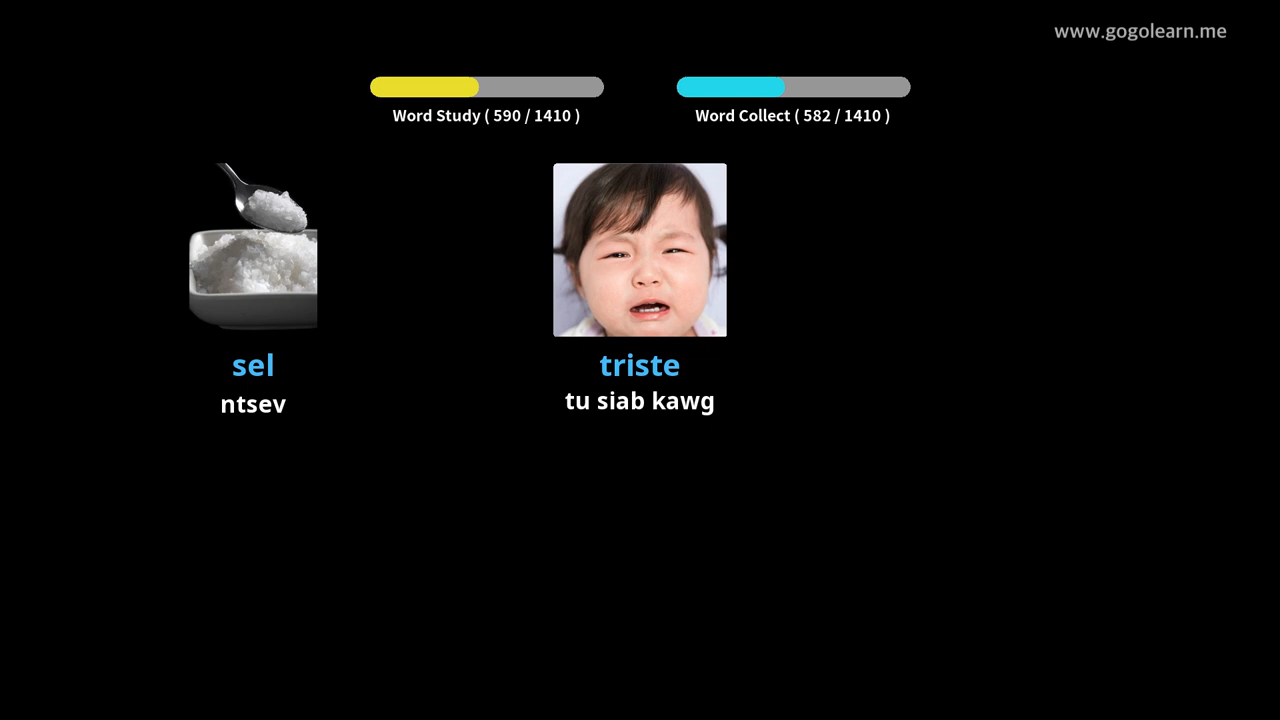 www.gogolearn.me
Word Study ( 590 / 1410 )
Word Collect ( 582 / 1410 )
sel
ntsev
triste
tu siab kawg